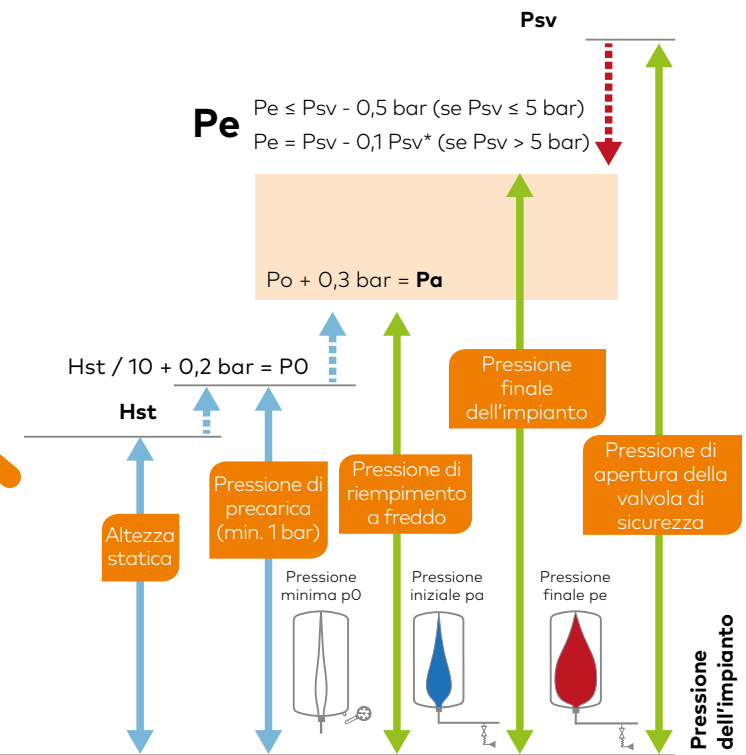 Psv
Pe
Pe ≤ Psv - 0,5 bar (se Psv ≤ 5 bar)
Pe = Psv - 0,1 Psv* (se Psv > 5 bar)
Po + 0,3 bar = Pa
Hst / 10 + 0,2 bar = P0
Hst
Pressione
finale
dell'impianto
Pressione di
apertura della
valvola di
sicurezza
Pressione di
riempimento
a freddo
Pressione di
precarica
(min. 1 bar)
Altezza
statica
Pressione
minima p0
Pressione
iniziale pa
Pressione
finale pe
Pressione
dell'impianto